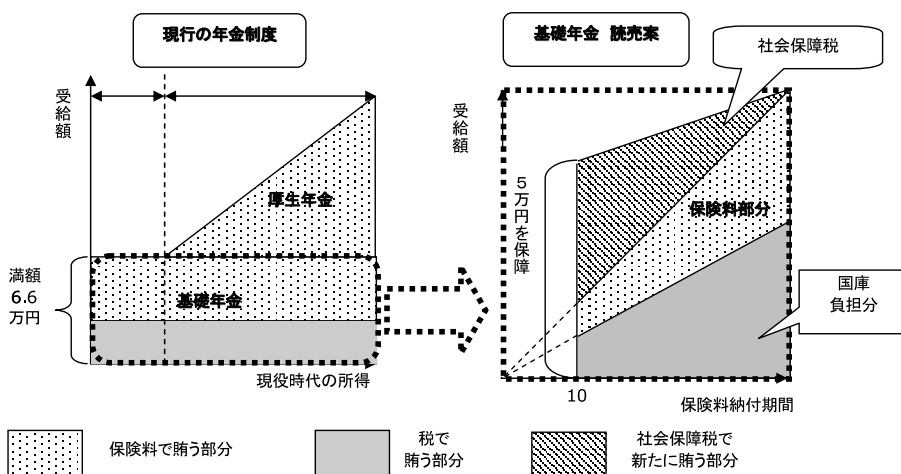 現行の年金制度
基礎年金 読売案
社会保障税
受給額
受給額
厚生年金
5万円を保障
保険料部分
満額
6.6
万円
基礎年金
国庫
負担分
現役時代の所得
10
保険料納付期間
保険料で賄う部分
税で
賄う部分
社会保障税で
新たに賄う部分